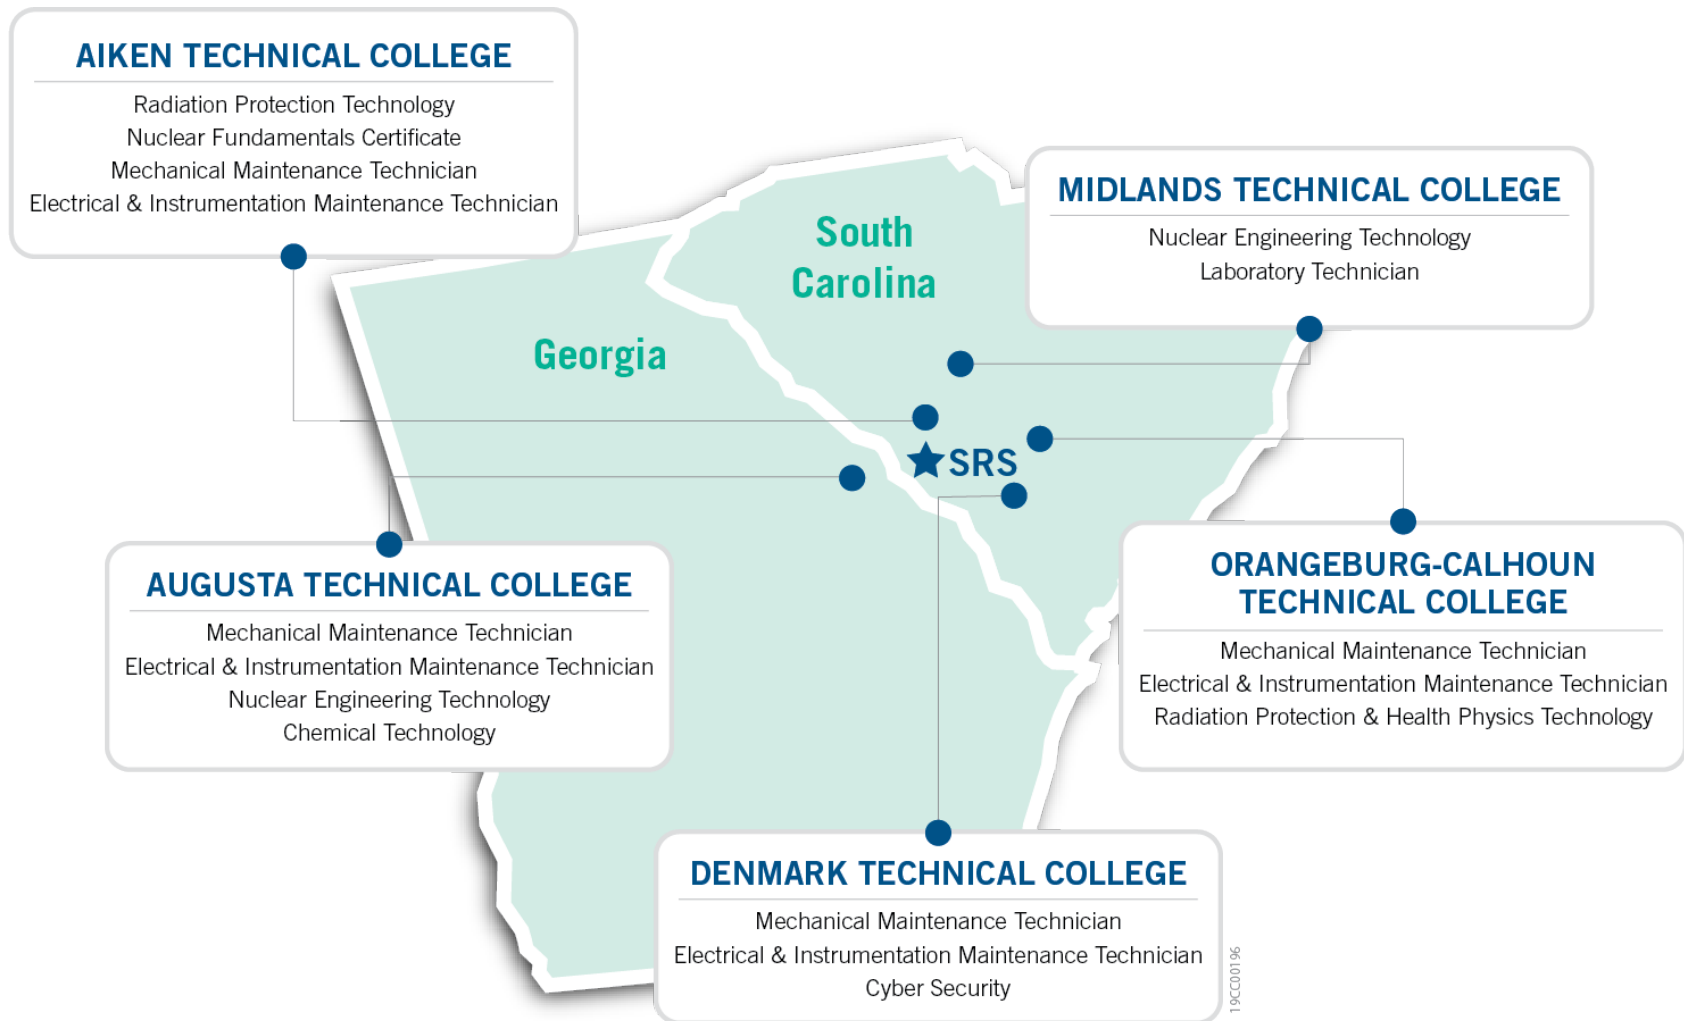 AIKEN TECHNICAL COLLEGE
Radiation Protection Technology
Nuclear Fundamentals Certificate
Mechanical Maintenance Technician
Electrical & Instrumentation Maintenance Technician
MIDLANDS TECHNICAL COLLEGE
Nuclear Engineering Technology
Laboratory Technician
South
Carolina
Georgia
SRS
AUGUSTA TECHNICAL COLLEGE
Mechanical Maintenance Technician
Electrical & Instrumentation Maintenance Technician
Nuclear Engineering Technology
Chemical Technology
ORANGEBURG-CALHOUN
TECHNICAL COLLEGE
Mechanical Maintenance Technician
Electrical & Instrumentation Maintenance Technician
Radiation Protection & Health Physics Technology
DENMARK TECHNICAL COLLEGE
Mechanical Maintenance Technician
Electrical & Instrumentation Maintenance Technician
Cyber Security
19CC00196